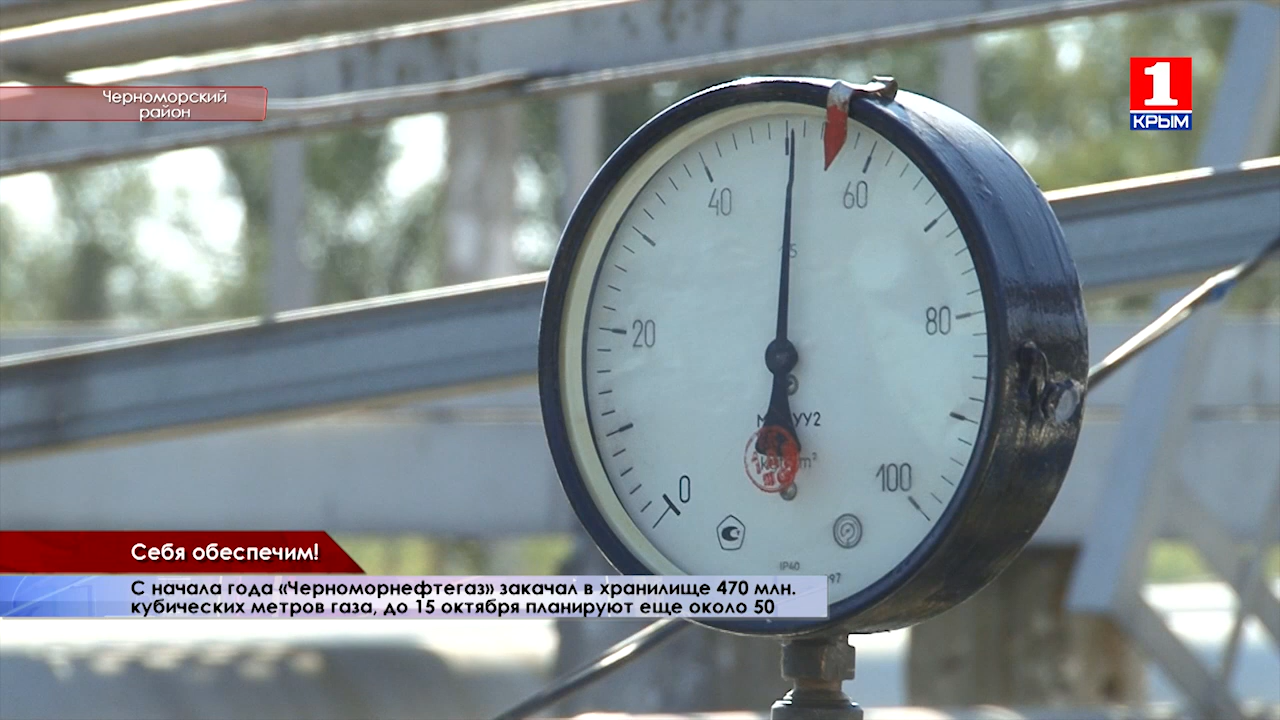 Черноморский
район
1
КРЫМ
40
60
20
80
0
100
Себя обеспечим!
С начала года «Черноморнефтегаз» закачал в хранилище 470 млн.
кубических метров газа, до 15 октября планируют еще около 50